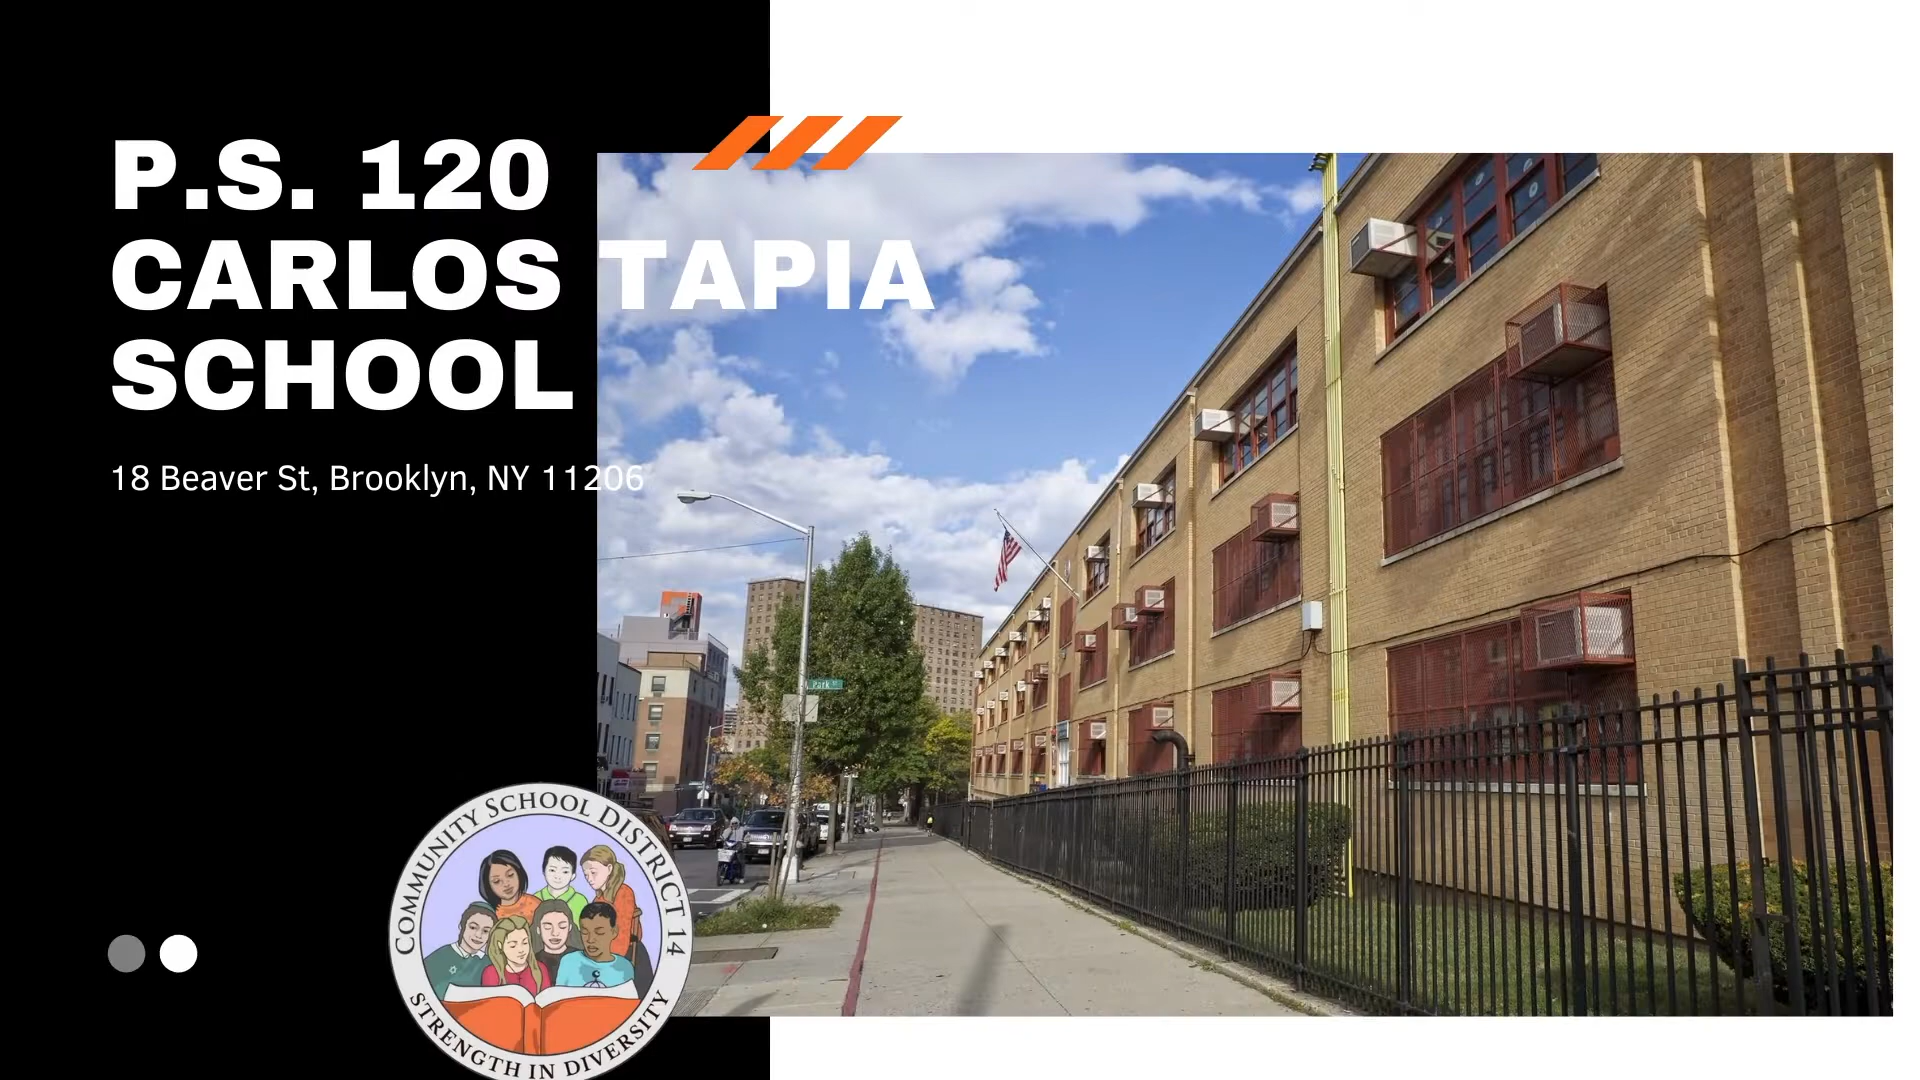 P.S. 120
CARLOS TAPIA
SCHOOL
18 Beaver St, Brooklyn, NY 11206
Park
COMMUNITY SCHOOL DISTRICT 14
STRENGTH IN DIVERSITY